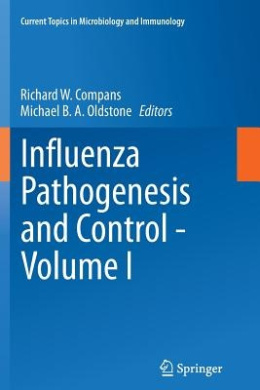 Current Topics in Microbiology and Immunology
Richard W. Compans
Michael B. A. Oldstone Editors
Influenza
Pathogenesis
and Control -
Volume I
Springer